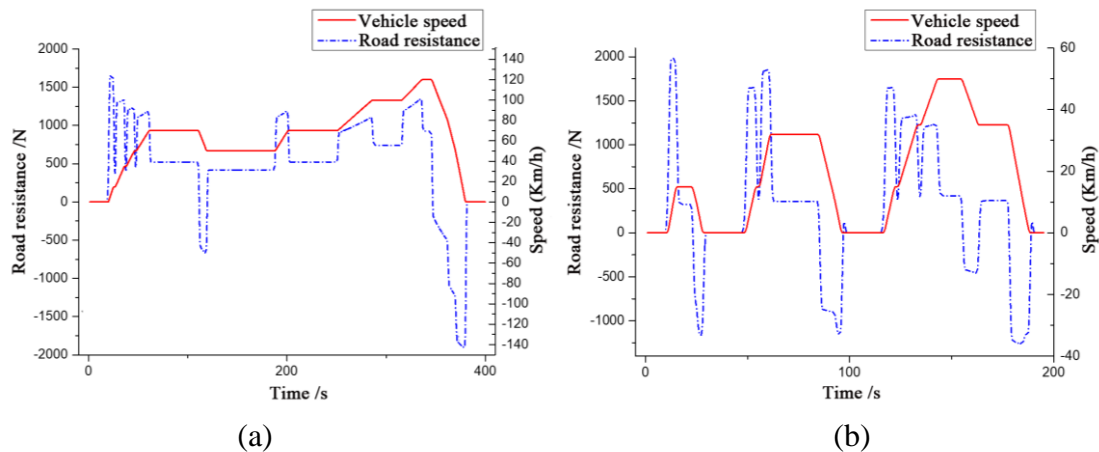 Vehicle speed
Road resistance
2000
1500
1000
500
0
-500
-1000
-1500
-2000
Road resistance /N
140
120
100
80
60
40
20
0
-20
-40
-60
-80
-100
-120
-140
Speed (Km/h)
0 200 400
Time /s
(a)
Vehicle speed
Road resistance
2000
1500
1000
500
0
-500
-1000
Road resistance /N
60
40
20
0
-20
-40
Speed (Km/h)
0 100 200
Time /s
(b)